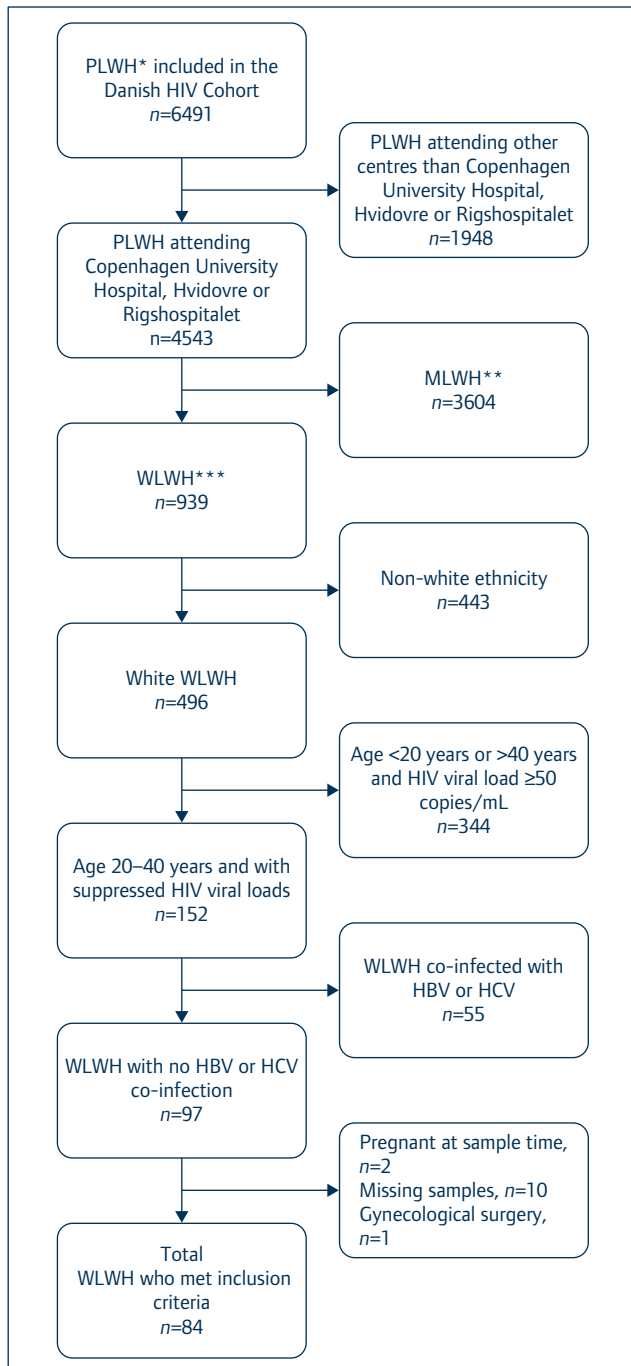 PLWH* included in the
Danish HIV Cohort
n=6491
PLWH attending other
centres than Copenhagen
University Hospital,
Hvidovre or Rigshospitalet
n=1948
PLWH attending
Copenhagen University
Hospital, Hvidovre or
Rigshospitalet
n=4543
MLWH**
n=3604
WLWH***
n=939
Non-white ethnicity
n=443
White WLWH
n=496
Age <20 years or >40 years
and HIV viral load ≥50
copies/mL
n=344
Age 20–40 years and with
suppressed HIV viral loads
n=152
WLWH co-infected with
HBV or HCV
n=55
WLWH with no HBV or HCV
co-infection
n=97
Pregnant at sample time,
n=2
Missing samples, n=10
Gynecological surgery,
n=1
Total
WLWH who met inclusion
criteria
n=84